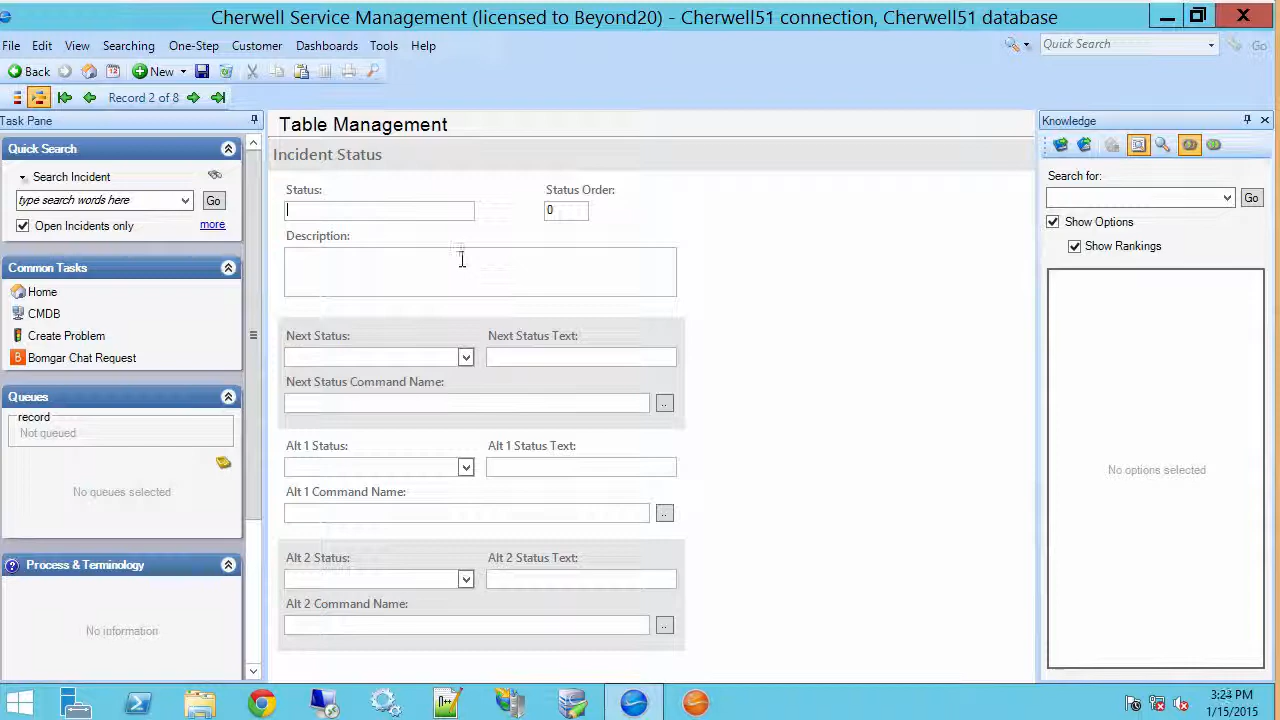 Cherwell Service Management (licensed to Beyond20) - Cherwell51 connection, Cherwell51 database
File Edit View Searching One-Step Customer Dashboards Tools Help
Quick Search Go
Back New
Record 2 of 8
Task Pane
Quick Search
Search Incident
type search words here Go
Open Incidents only more
Common Tasks
Home
CMDB
Create Problem
Bomgar Chat Request
Queues
record
Not queued
No queues selected
Process & Terminology
No information
Table Management
Incident Status
Status: Status Order:
0
Description:
Next Status: Next Status Text:
Next Status Command Name:
..
Alt 1 Status: Alt 1 Status Text:
Alt 1 Command Name:
..
Alt 2 Status: Alt 2 Status Text:
Alt 2 Command Name:
..
Knowledge
Search for:
Go
Show Options
Show Rankings
No options selected
3:24 PM
1/15/2015